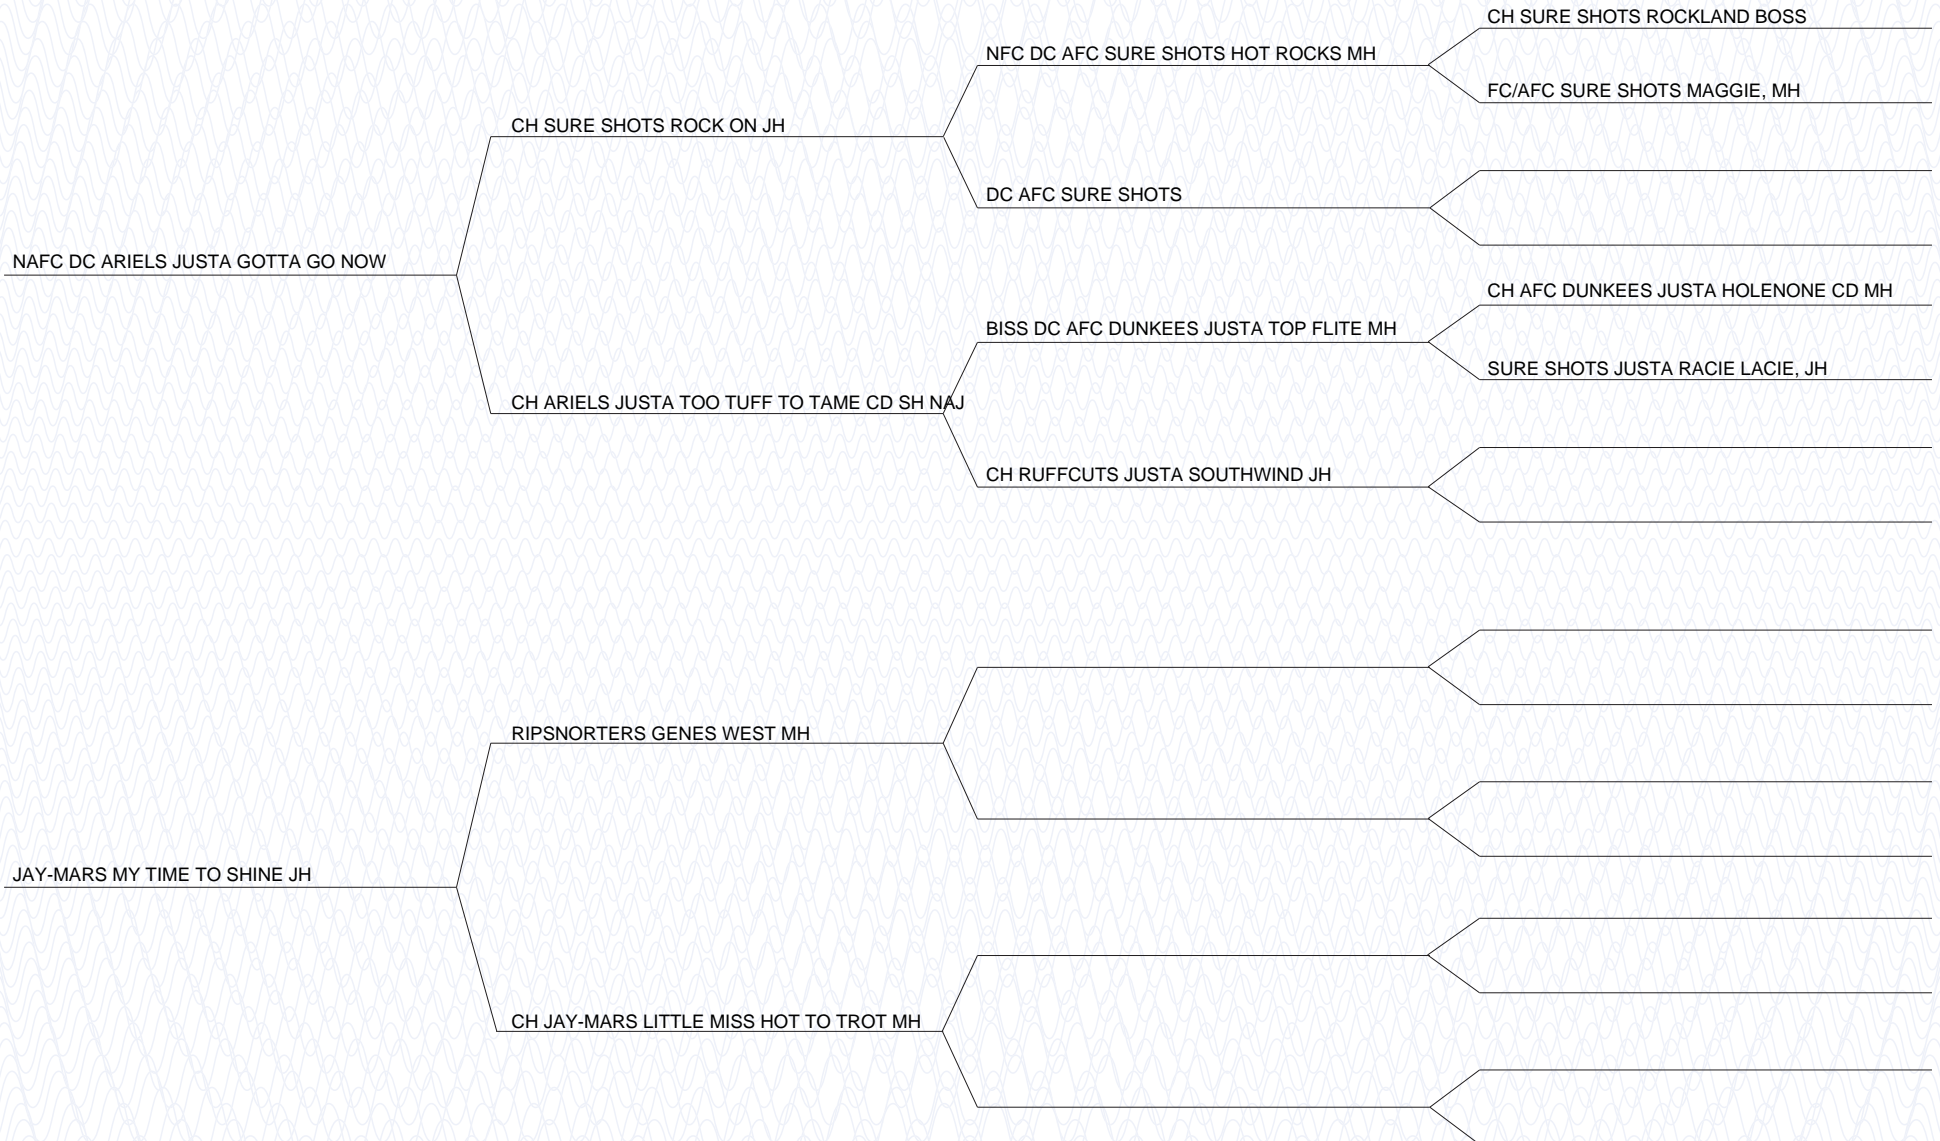 CH SURE SHOTS ROCKLAND BOSS
NFC DC AFC SURE SHOTS HOT ROCKS MH
FC/AFC SURE SHOTS MAGGIE, MH
CH SURE SHOTS ROCK ON JH
DC AFC SURE SHOTS
NAFC DC ARIELS JUSTA GOTTA GO NOW
CH AFC DUNKEES JUSTA HOLENONE CD MH
BISS DC AFC DUNKEES JUSTA TOP FLITE MH
SURE SHOTS JUSTA RACIE LACIE, JH
CH ARIELS JUSTA TOO TUFF TO TAME CD SH NAJ
CH RUFFCUTS JUSTA SOUTHWIND JH
RIPSNORTERS GENES WEST MH
JAY-MARS MY TIME TO SHINE JH
CH JAY-MARS LITTLE MISS HOT TO TROT MH